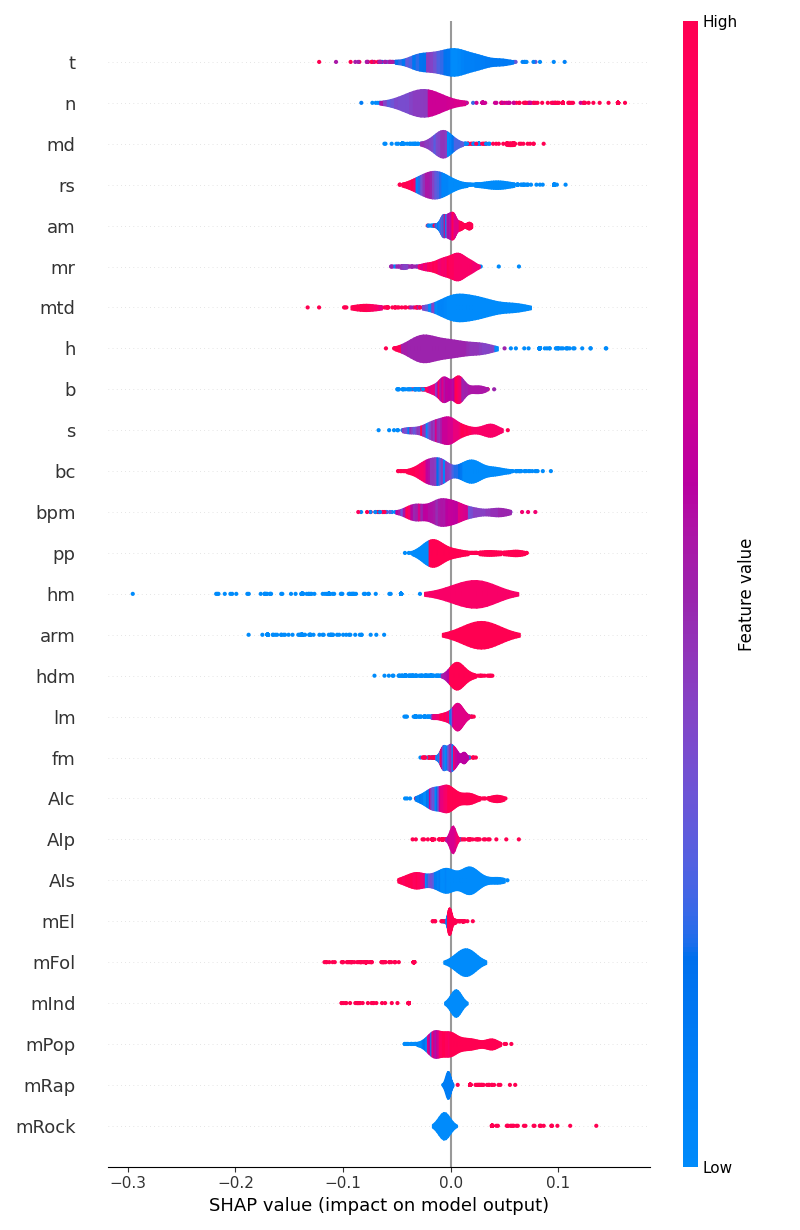 High
t
n
md
rs
am
mr
mtd
h
b
s
bc
bpm
pp
hm
arm
hdm
lm
fm
AIc
AIp
AIs
mEl
mFol
mInd
mPop
mRap
mRock
Feature value
Low
−0.3 −0.2 −0.1 0.0 0.1
SHAP value (impact on model output)